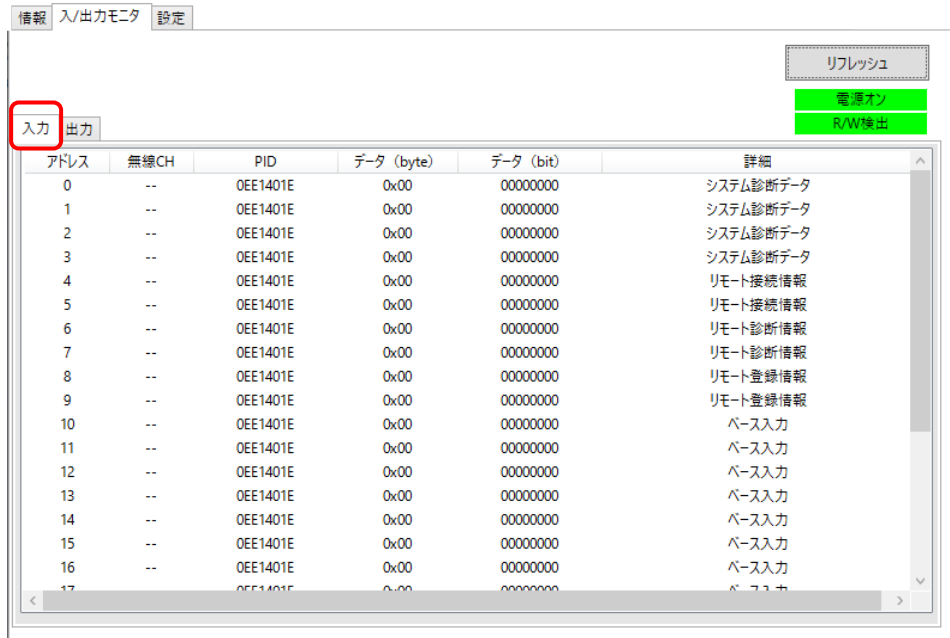 情報 入/出力モニタ 設定
リフレッシュ
電源オン
R/W検出
入力 出力
アドレス 無線CH PID データ (byte) データ (bit) 詳細
0 -- 0EE1401E 0x00 00000000 システム診断データ
1 -- 0EE1401E 0x00 00000000 システム診断データ
2 -- 0EE1401E 0x00 00000000 システム診断データ
3 -- 0EE1401E 0x00 00000000 システム診断データ
4 -- 0EE1401E 0x00 00000000 リモート接続情報
5 -- 0EE1401E 0x00 00000000 リモート接続情報
6 -- 0EE1401E 0x00 00000000 リモート診断情報
7 -- 0EE1401E 0x00 00000000 リモート診断情報
8 -- 0EE1401E 0x00 00000000 リモート登録情報
9 -- 0EE1401E 0x00 00000000 リモート登録情報
10 -- 0EE1401E 0x00 00000000 ベース入力
11 -- 0EE1401E 0x00 00000000 ベース入力
12 -- 0EE1401E 0x00 00000000 ベース入力
13 -- 0EE1401E 0x00 00000000 ベース入力
14 -- 0EE1401E 0x00 00000000 ベース入力
15 -- 0EE1401E 0x00 00000000 ベース入力
16 -- 0EE1401E 0x00 00000000 ベース入力
17 0EE1401E 0x00 00000000 ベース入力